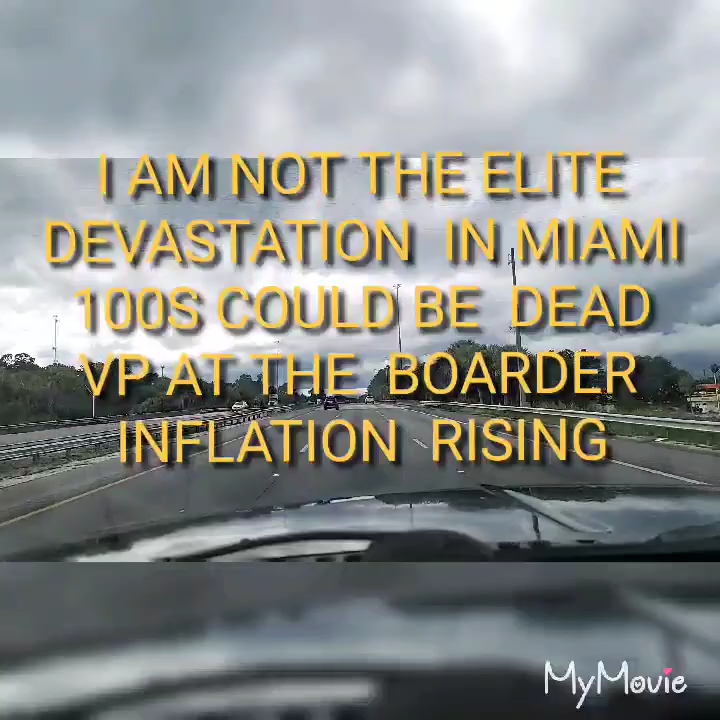 I AM NOT THE ELITE
DEVASTATION IN MIAMI
100S COULD BE DEAD
VP AT THE BOARDER
INFLATION RISING
MyMovie